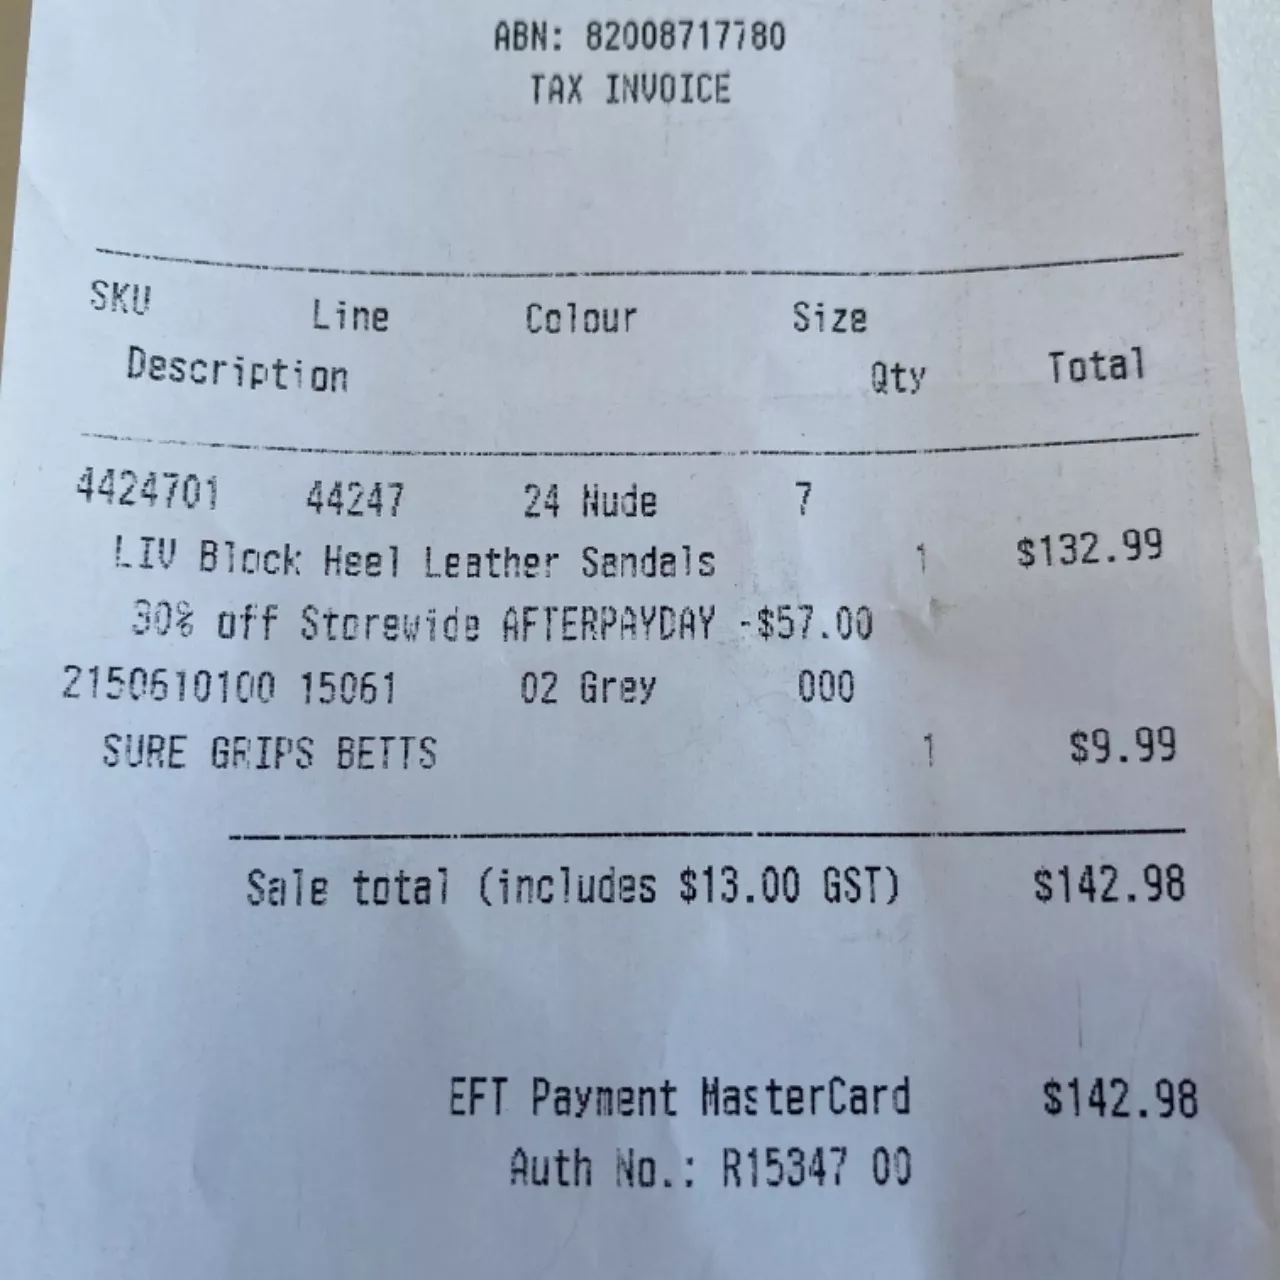 ABN: 82008717780
TAX INVOICE
SKU Line Colour Size
Description Qty Total
4424701 44247 24 Nude 7
LIV Block Heel Leather Sandals 1 $132.99
30% off Storewide AFTERPAYDAY -$57.00
2150610100 15061 02 Grey 000
SURE GRIPS BETTS 1 $9.99
Sale total (includes $13.00 GST) $142.98
EFT Payment MasterCard $142.98
Auth No.: R15347 00